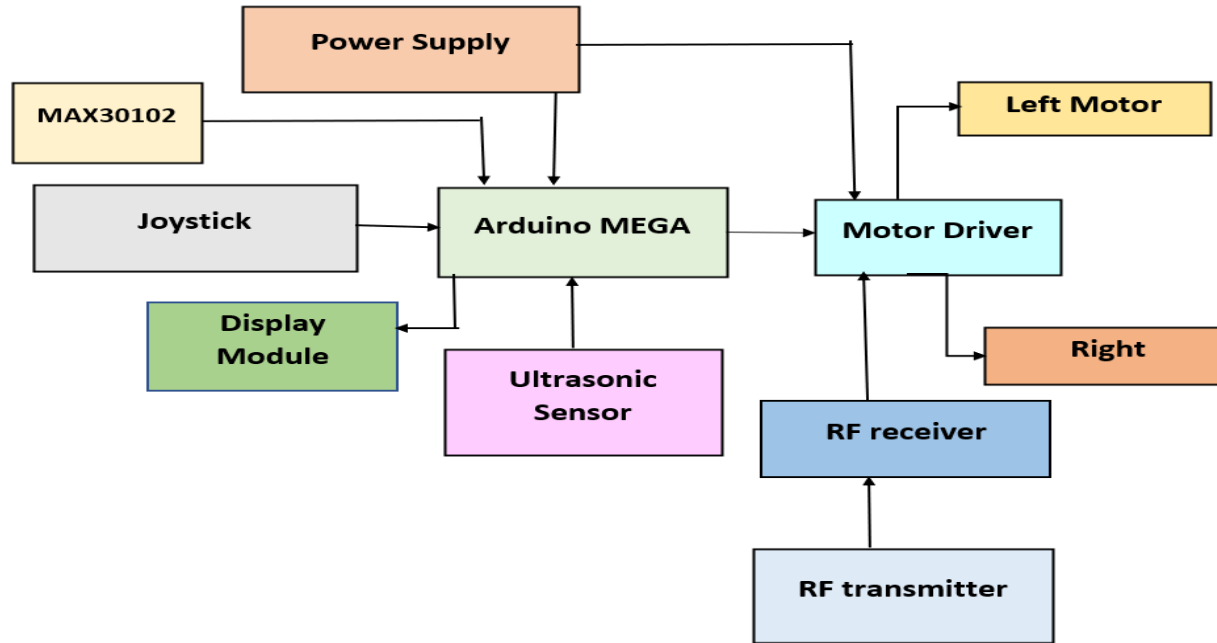 Power Supply
MAX30102
Left Motor
Joystick
Arduino MEGA
Motor Driver
Display
Module
Ultrasonic
Sensor
Right
RF receiver
RF transmitter